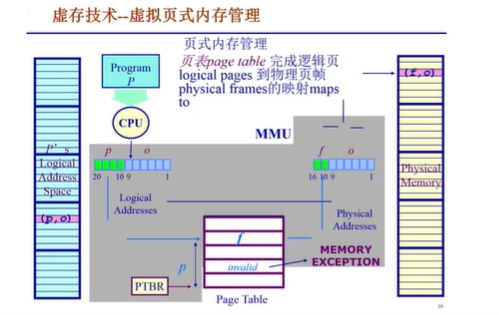 虚存技术--虚拟页式内存管理
页式内存管理
页表page table 完成逻辑页
logical pages 到物理页帧
physical frames的映射maps
to
Program
P
CPU
MMU
(f,o)
P's
Logical
Address
Space
(p,o)
p o
20 10 9 1
f o
16 10 9 1
Logical
Addresses
Physical
Addresses
Physical
Memory
f
p
invalid
MEMORY
EXCEPTION
PTBR
Page Table
20